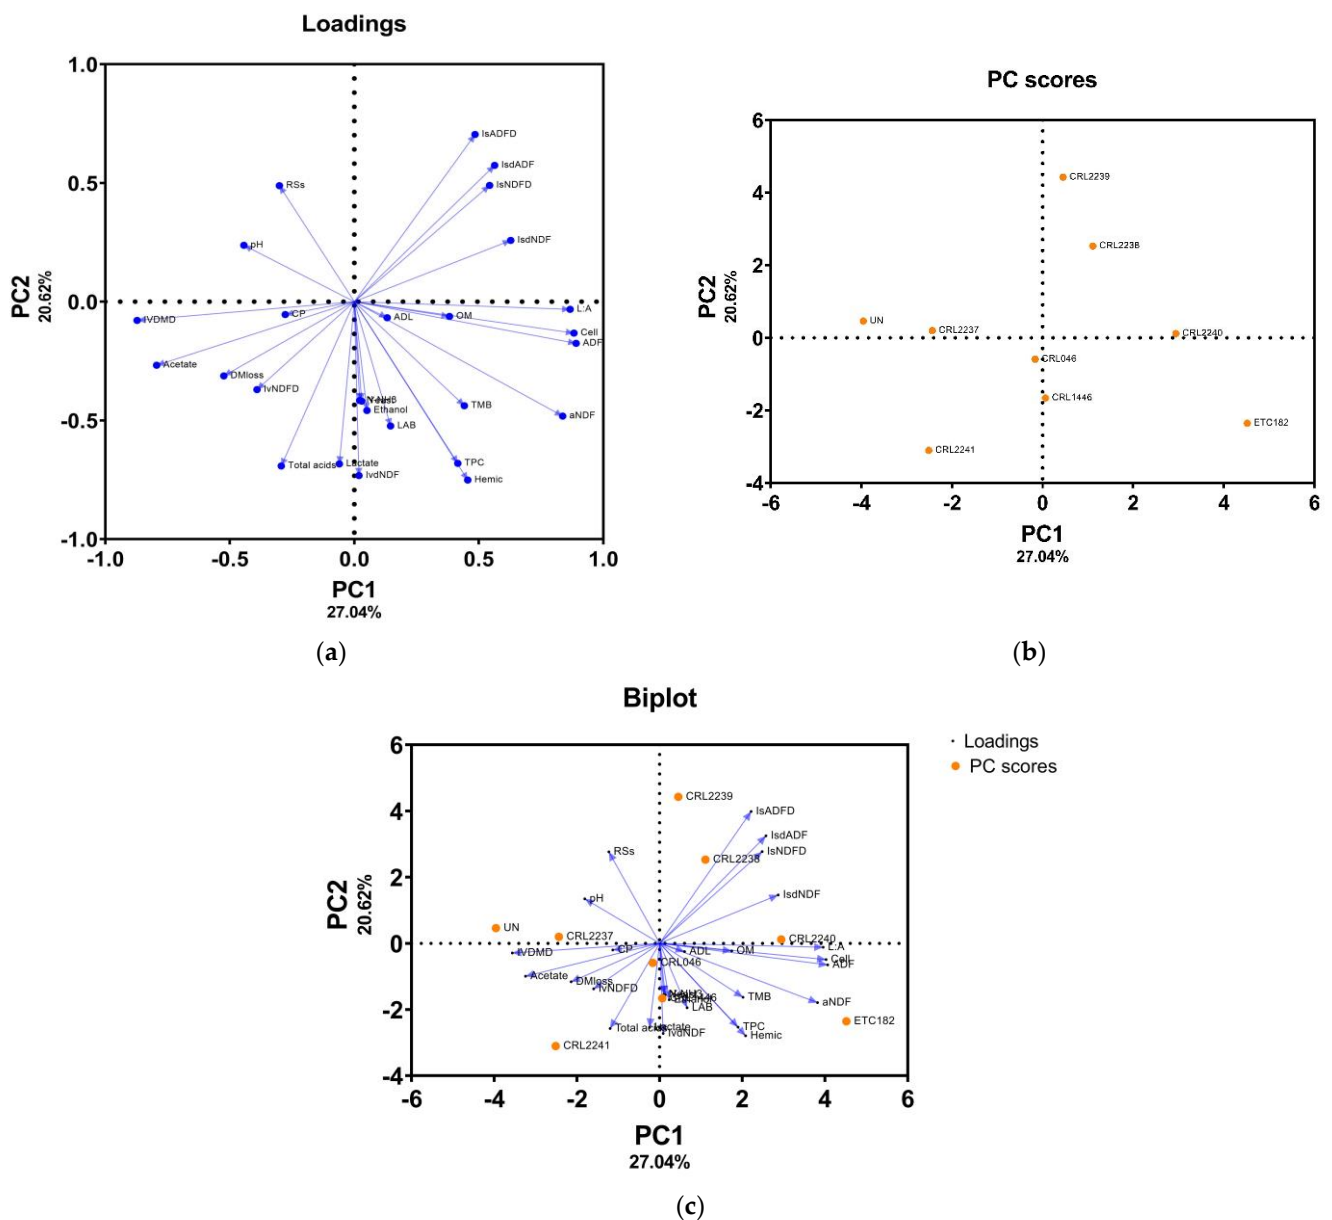 Loadings
1.0
IsADFD
IsdADF
RSs
IsNDFD
0.5
pH
IsdNDF
PC2
20.62%
0.0
L:A
CP
ADL
OM
IVDMD
Cell
ADF
Acetate
DMloss
IvNDFD
N-NH3
TMB
Ethanol
aNDF
LAB
-0.5
Total acids
Lactate
TPC
IvdNDF
Hemic
-1.0
-1.0 -0.5 0.0 0.5 1.0
PC1
27.04%
(a)
PC scores
6
CRL2239
4
CRL2238
2
PC2
20.62%
UN
CRL2237
CRL2240
0
CRL046
CRL1446
-2
ETC182
CRL2241
-4
-6 -4 -2 0 2 4 6
PC1
27.04%
(b)
Biplot
Loadings
PC scores
6
CRL2239
4
IsADFD
IsdADF
RSs
IsNDFD
CRL2238
2
pH
IsdNDF
PC2
20.62%
UN
CRL2237
CRL2240
0
L:A
IVDMD
CP
ADL
OM
Cell
CRL046
ADF
Acetate
DMloss
IvNDFD
N-NH3
TMB
Ethanol
aNDF
LAB
-2
ETC182
Total acids
Lactate
TPC
IvdNDF
Hemic
CRL2241
-4
-6 -4 -2 0 2 4 6
PC1
27.04%
(c)